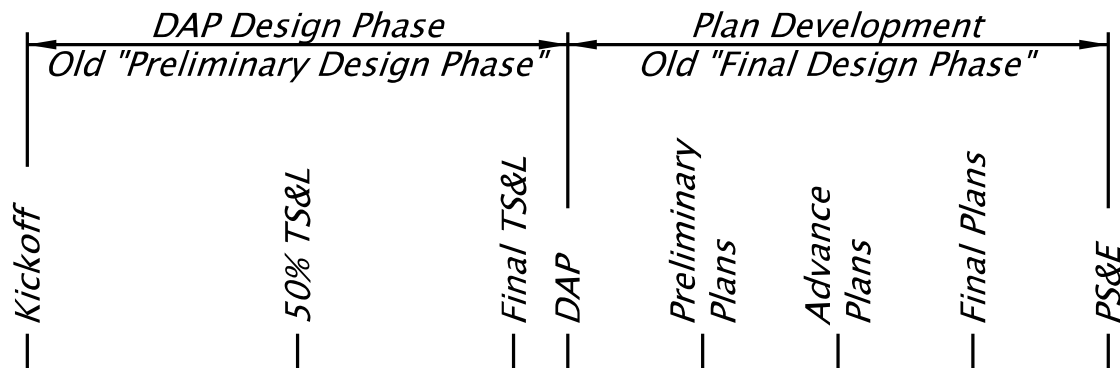 DAP Design Phase
Old "Preliminary Design Phase"
Plan Development
Old "Final Design Phase"
Kickoff
50% TS&L
Final TS&L
DAP
Preliminary
Plans
Advance
Plans
Final Plans
PS&E